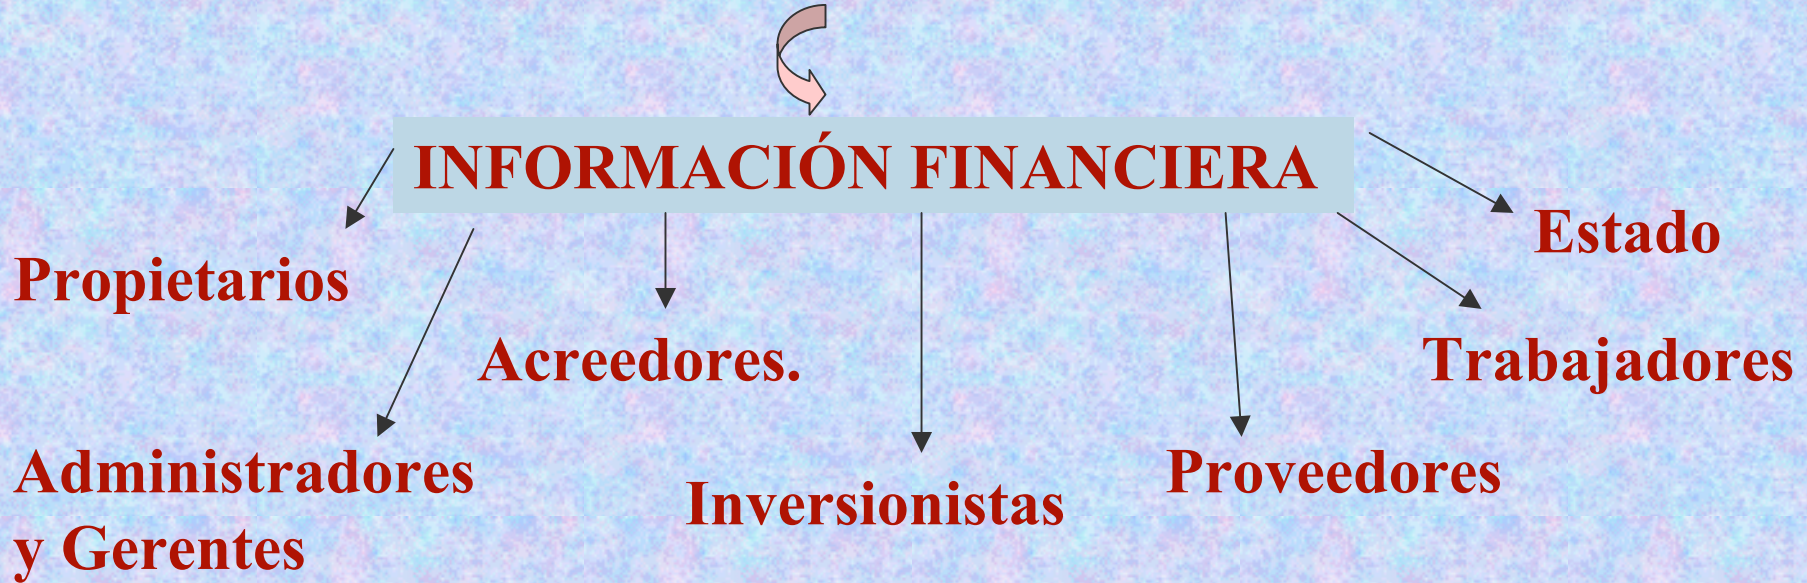 INFORMACIÓN FINANCIERA
Estado
Propietarios
Acreedores.
Trabajadores
Administradores
y Gerentes
Inversionistas
Proveedores